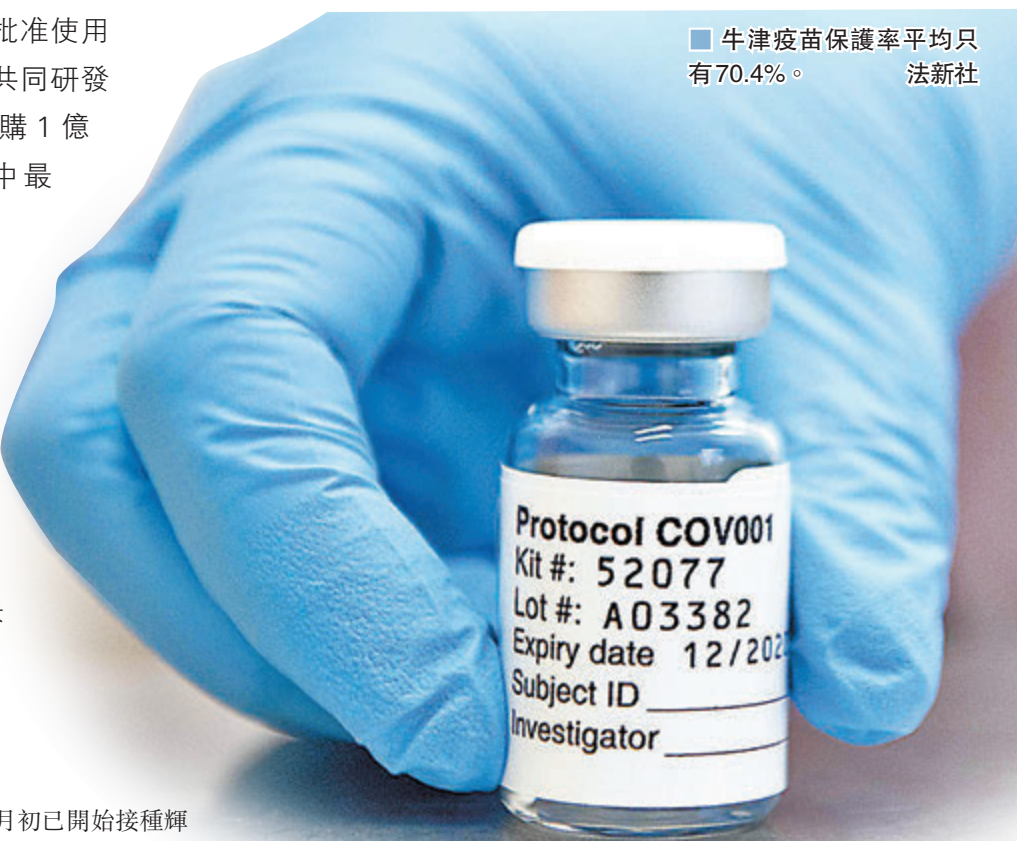 批准使用
共同研發
購 1 億
中最
■ 牛津疫苗保護率平均只
有70.4%。 法新社
Protocol COV001
Kit #: 52077
Lot #: A03382
Expiry date 12/202
Subject ID
Investigator
月初已開始接種輝